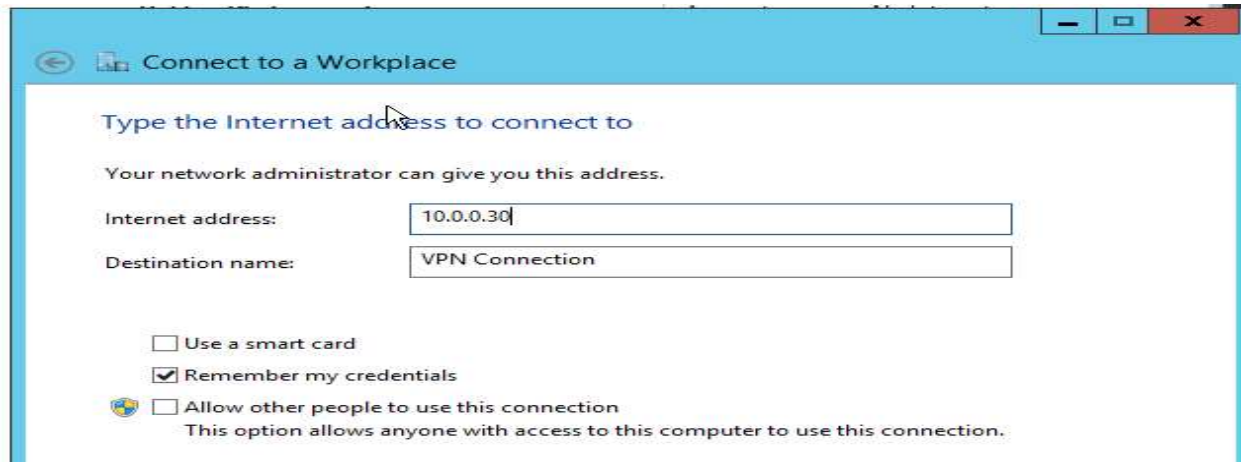 Connect to a Workplace
Type the Internet address to connect to
Your network administrator can give you this address.
Internet address: 10.0.0.30
Destination name: VPN Connection
Use a smart card
Remember my credentials
Allow other people to use this connection
This option allows anyone with access to this computer to use this connection.